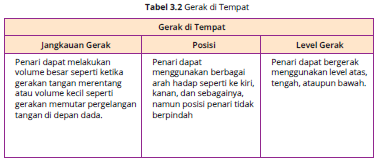 Tabel 3.2 Gerak di Tempat
Gerak di Tempat
Jangkauan Gerak
Posisi
Level Gerak
Penari dapat melakukan
volume besar seperti ketika
gerakan tangan merentang
atau volume kecil seperti
gerakan memutar pergelangan
tangan di depan dada.
Penari dapat
menggunakan berbagai
arah hadap seperti ke kiri,
kanan, dan sebagainya,
namun posisi penari tidak
berpindah
Penari dapat bergerak
menggunakan level atas,
tengah, ataupun bawah.